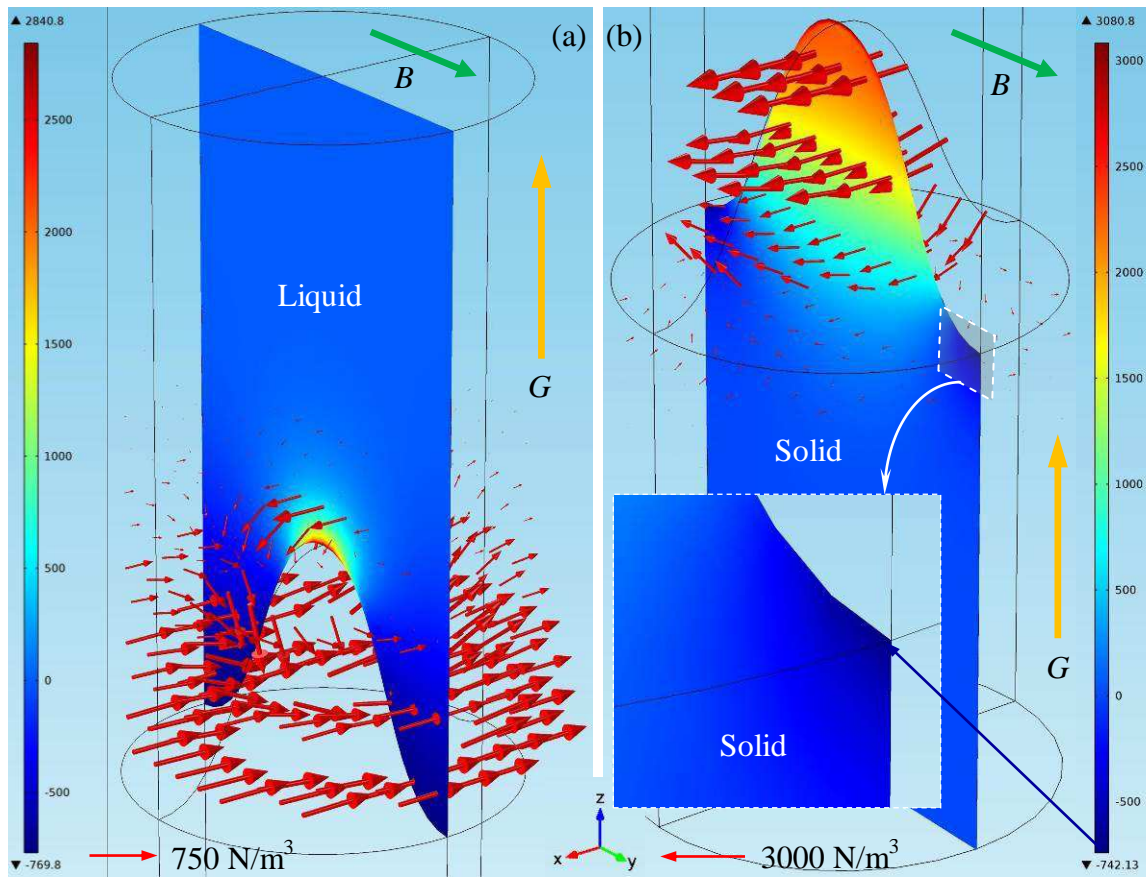 ▲ 2840.8
2500
2000
1500
1000
500
0
-500
▼ -769.8
(a)
B
Liquid
G
750 N/m³
(b)
B
Solid
G
Solid
3000 N/m³
z
x
y
▲ 3080.8
3000
2500
2000
1500
1000
500
0
-500
▼ -742.13